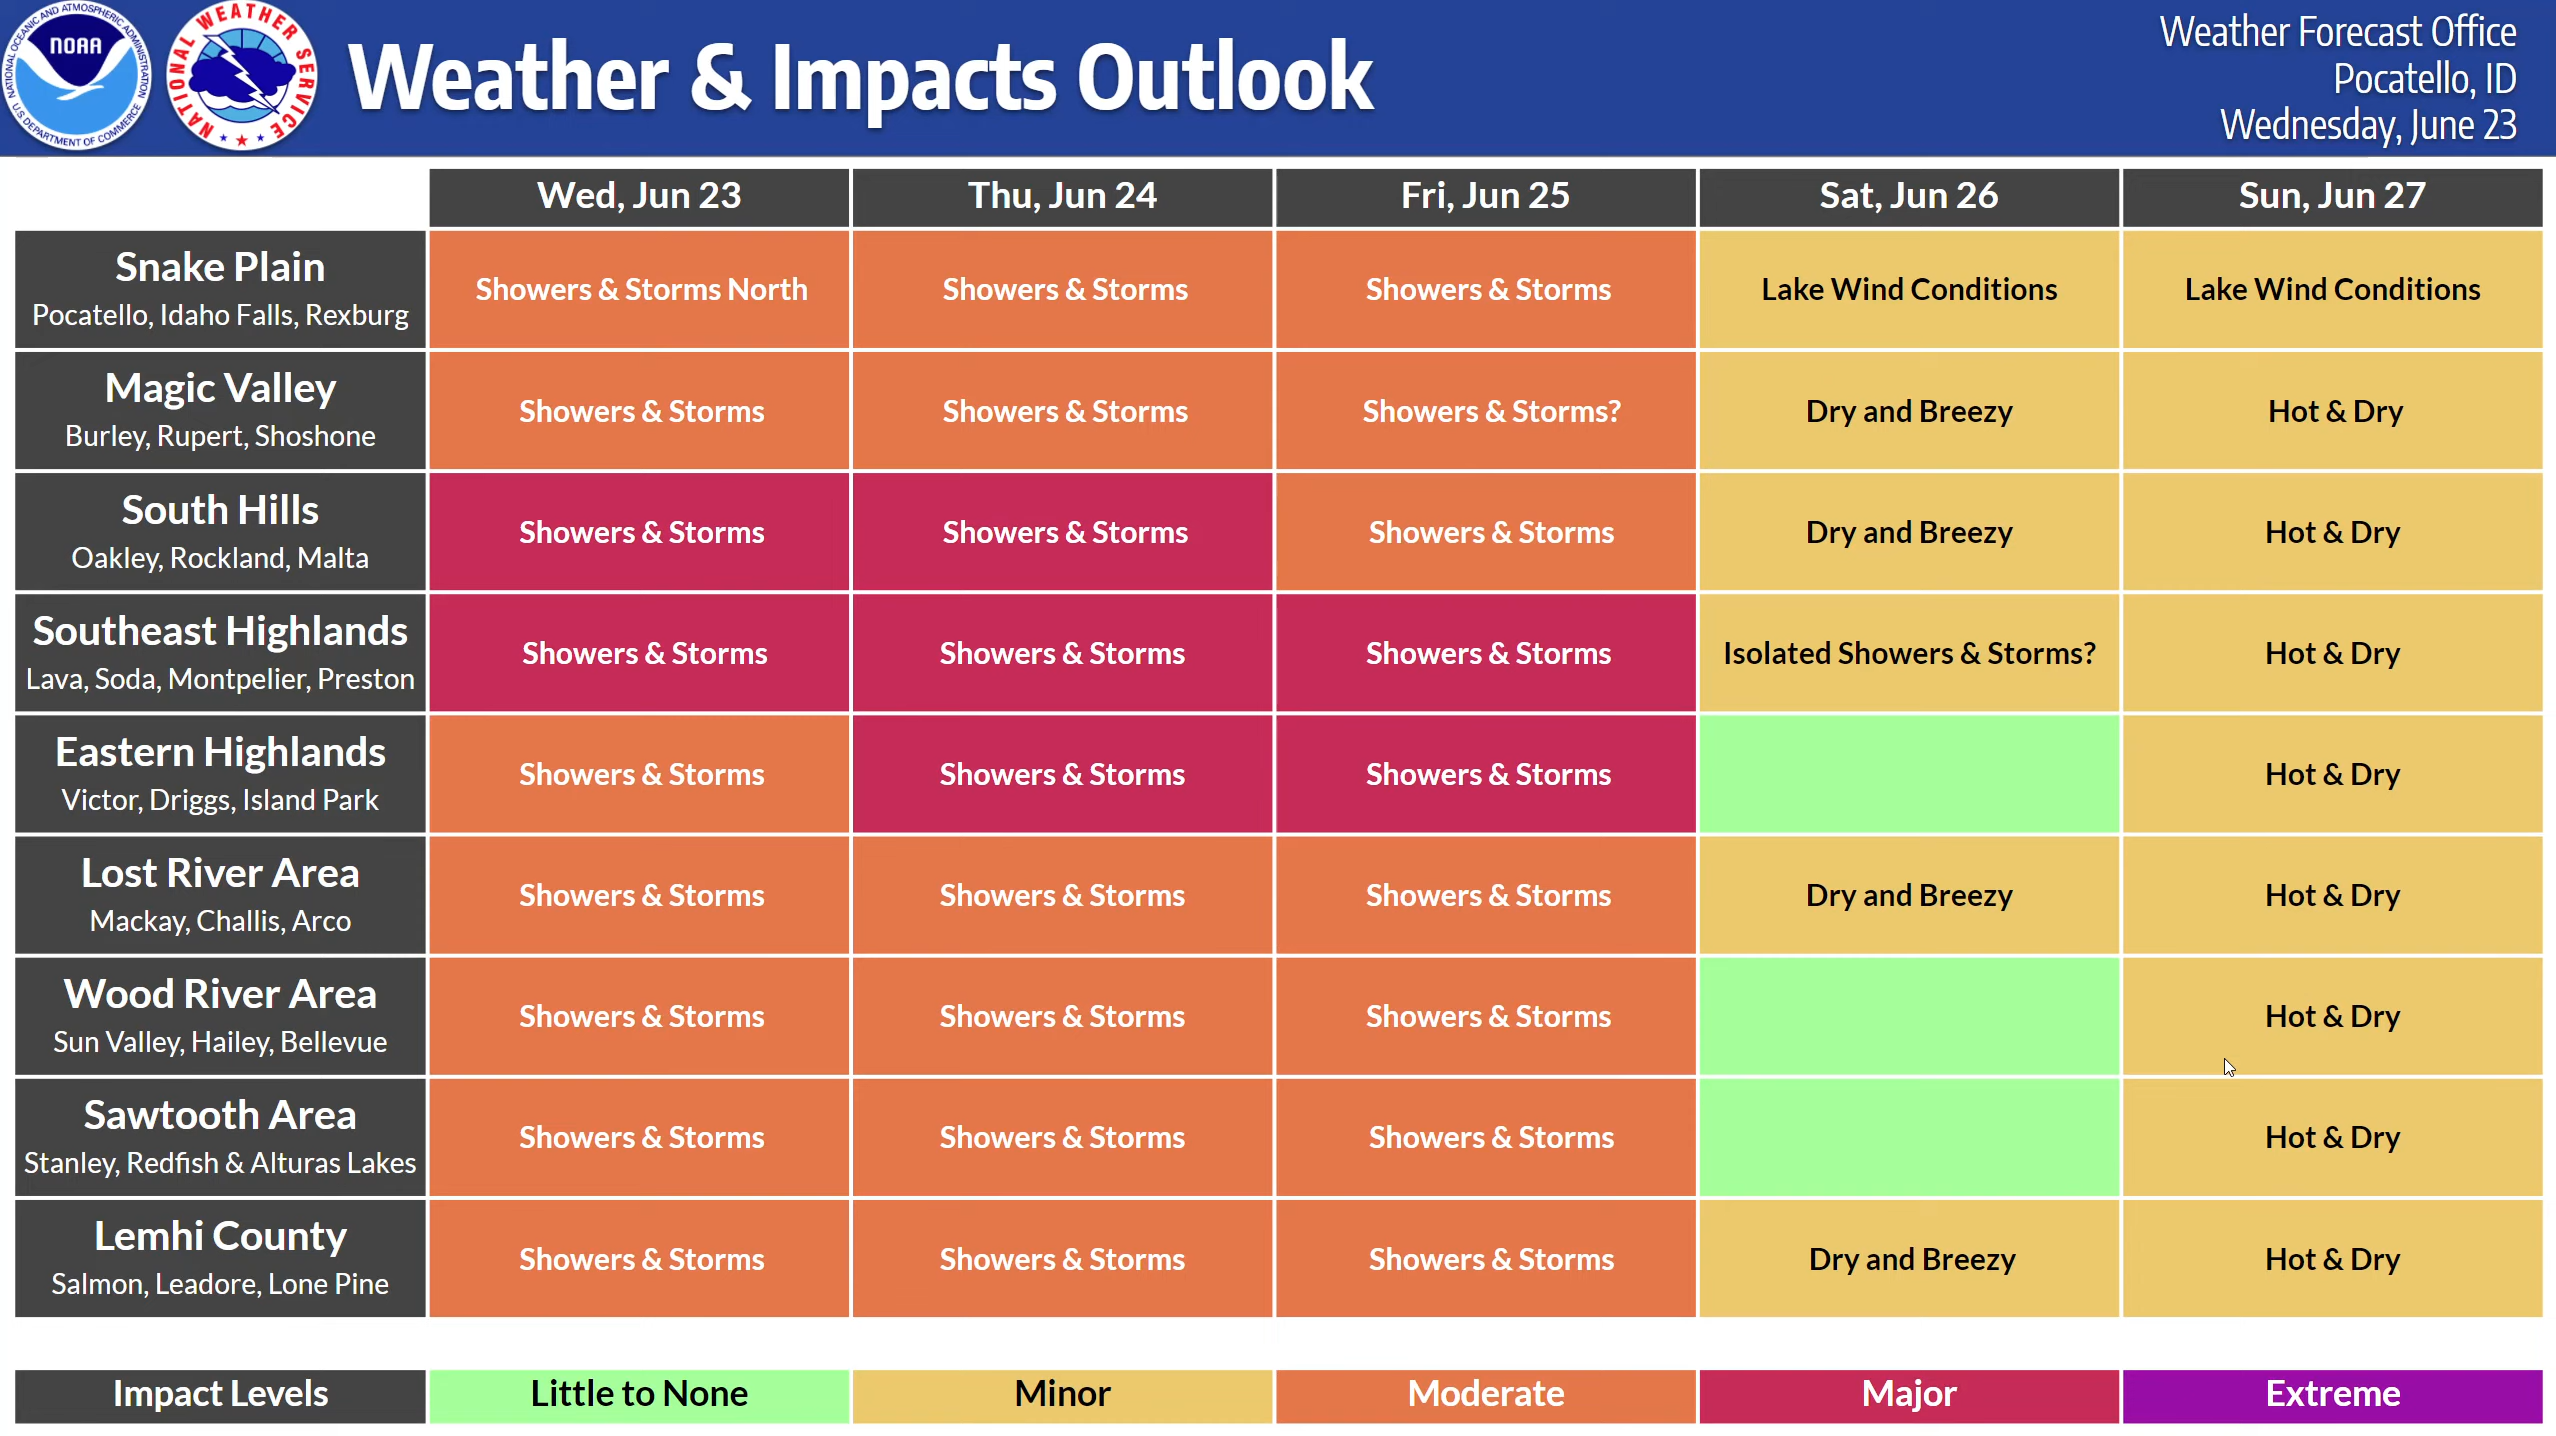 NATIONAL OCEANIC AND ATMOSPHERIC ADMINISTRATION
NOAA
U.S. DEPARTMENT OF COMMERCE
NATIONAL WEATHER SERVICE
Weather & Impacts Outlook
Weather Forecast Office
Pocatello, ID
Wednesday, June 23
Wed, Jun 23
Thu, Jun 24
Fri, Jun 25
Sat, Jun 26
Sun, Jun 27
Snake Plain
Pocatello, Idaho Falls, Rexburg
Showers & Storms North
Showers & Storms
Showers & Storms
Lake Wind Conditions
Lake Wind Conditions
Magic Valley
Burley, Rupert, Shoshone
Showers & Storms
Showers & Storms
Showers & Storms?
Dry and Breezy
Hot & Dry
South Hills
Oakley, Rockland, Malta
Showers & Storms
Showers & Storms
Showers & Storms
Dry and Breezy
Hot & Dry
Southeast Highlands
Lava, Soda, Montpelier, Preston
Showers & Storms
Showers & Storms
Showers & Storms
Isolated Showers & Storms?
Hot & Dry
Eastern Highlands
Victor, Driggs, Island Park
Showers & Storms
Showers & Storms
Showers & Storms
Hot & Dry
Lost River Area
Mackay, Challis, Arco
Showers & Storms
Showers & Storms
Showers & Storms
Dry and Breezy
Hot & Dry
Wood River Area
Sun Valley, Hailey, Bellevue
Showers & Storms
Showers & Storms
Showers & Storms
Hot & Dry
Sawtooth Area
Stanley, Redfish & Alturas Lakes
Showers & Storms
Showers & Storms
Showers & Storms
Hot & Dry
Lemhi County
Salmon, Leadore, Lone Pine
Showers & Storms
Showers & Storms
Showers & Storms
Dry and Breezy
Hot & Dry
Impact Levels
Little to None
Minor
Moderate
Major
Extreme